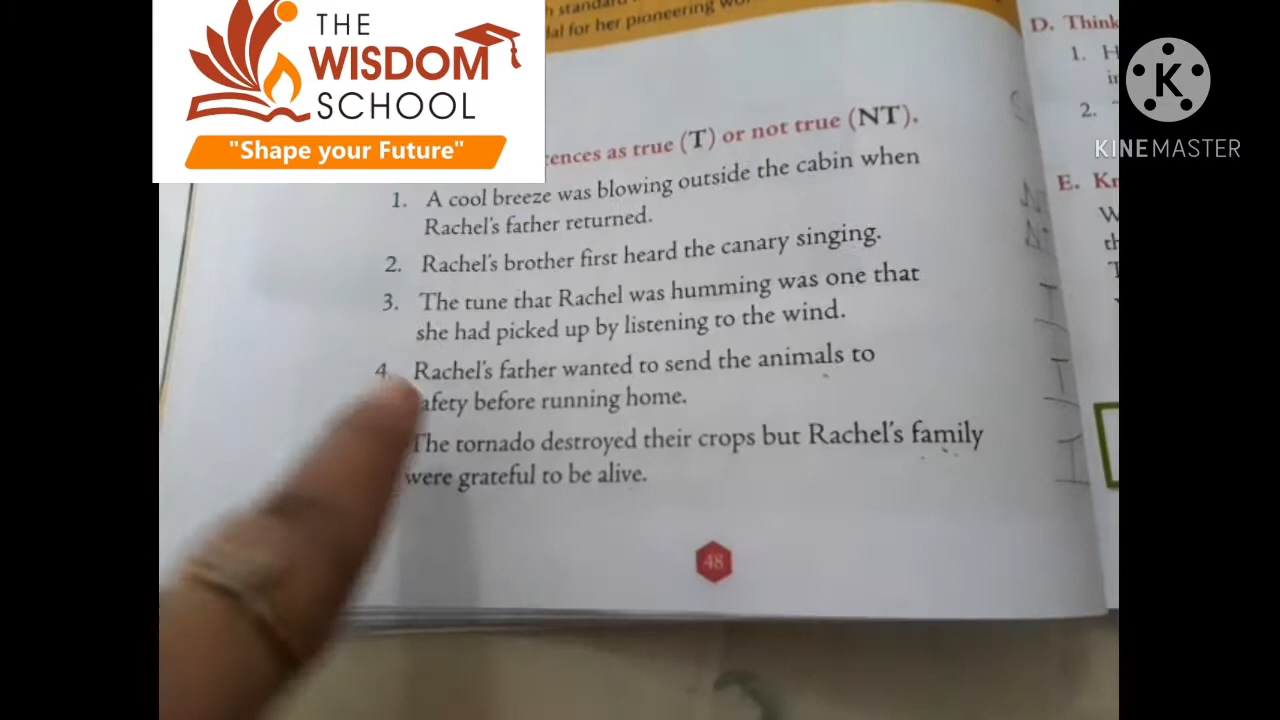 THE
WISDOM
SCHOOL
"Shape your Future"
standard
for her pioneering
as true (T) or not true (NT).
1. A cool breeze was blowing outside the cabin when
Rachel's father returned.
2. Rachel's brother first heard the canary singing.
3. The tune that Rachel was humming was one that
she had picked up by listening to the wind.
4. Rachel's father wanted to send the animals to
before running home.
The tornado destroyed their crops but Rachel's family
were grateful to be alive.
48
D. Think
1.
2.
E.
K
KINEMASTER
NT
T
T